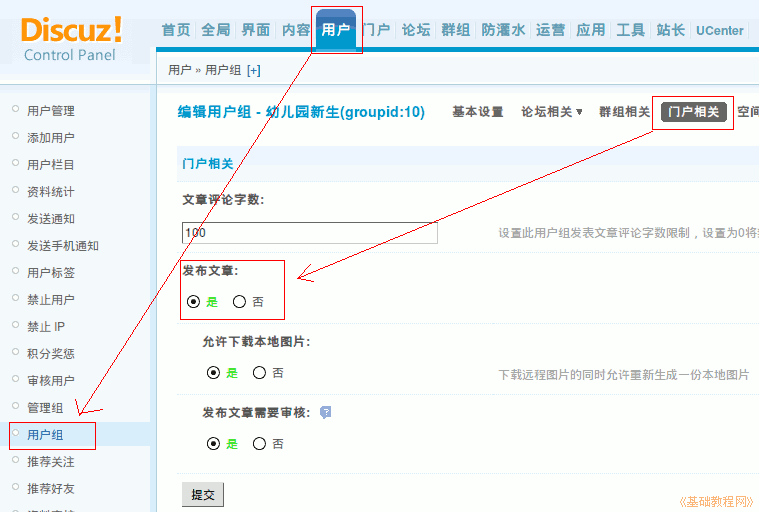 Discuz!
Control Panel
首页 全局 界面 内容 用户 门户 论坛 群组 防灌水 运营 应用 工具 站长 UCenter
用户 » 用户组 [+]
用户管理
添加用户
用户栏目
资料统计
发送通知
发送手机通知
用户标签
禁止用户
禁止 IP
积分奖惩
审核用户
管理组
用户组
推荐关注
推荐好友
编辑用户组 - 幼儿园新生(groupid:10) 基本设置 论坛相关 群组相关 门户相关 空间
门户相关
文章评论字数:
100 设置此用户组发表文章评论字数限制，设置为0将
发布文章:
是 否
允许下载本地图片:
是 否 下载远程图片的同时允许重新生成一份本地图片
发布文章需要审核: ?
是 否
提交
《基础教程网》